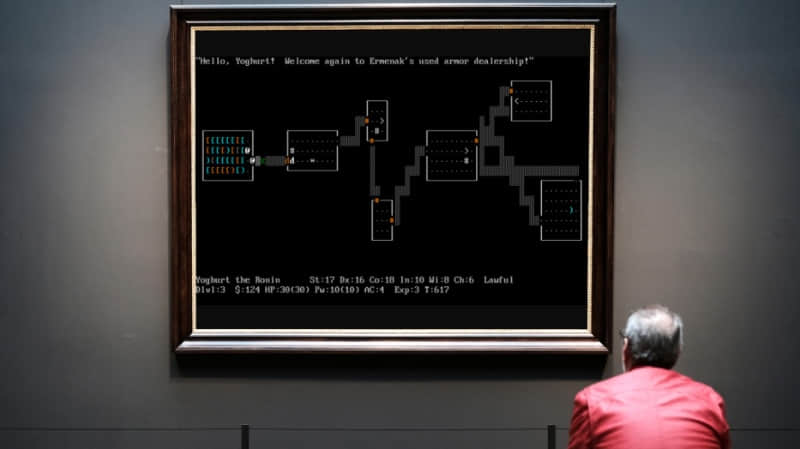 "Hello, Yoghurt!  Welcome again to Ermenak's used armor dealership!"
Yoghurt the Ronin      St:17 Dx:16 Co:18 In:10 Wi:8 Ch:6  Lawful
Dlvl:3  $:124 HP:30(30) Pw:10(10) AC:4  Exp:3 T:617